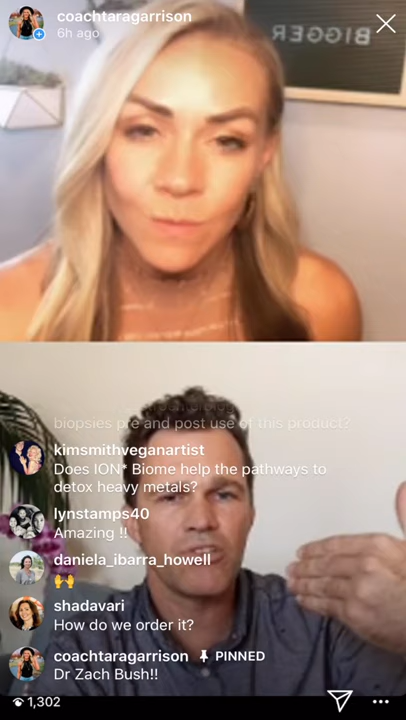 coachtaragarrison
6h ago
BIGGER
biopsies pre and post use of this product?
kimsmithveganartist
Does ION* Biome help the pathways to
detox heavy metals?
lynstamps40
Amazing !!
daniela_ibarra_howell
🙌
shadavari
How do we order it?
coachtaragarrison PINNED
Dr Zach Bush!!
1,302